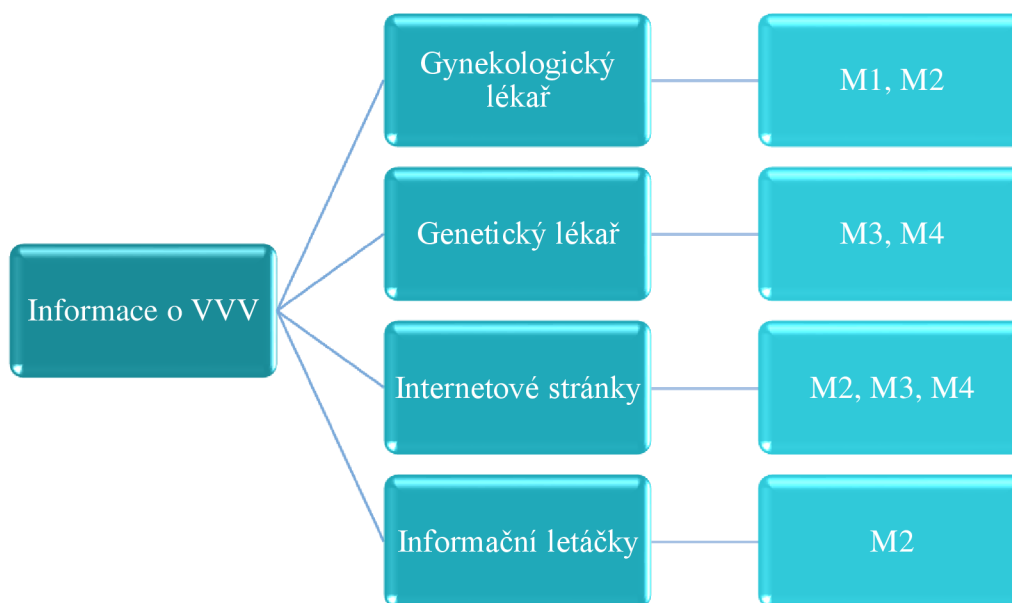 Gynekologický
lékař
M1, M2
Genetický lékař
M3, M4
Informace o VVV
Internetové stránky
M2, M3, M4
Informační letáčky
M2